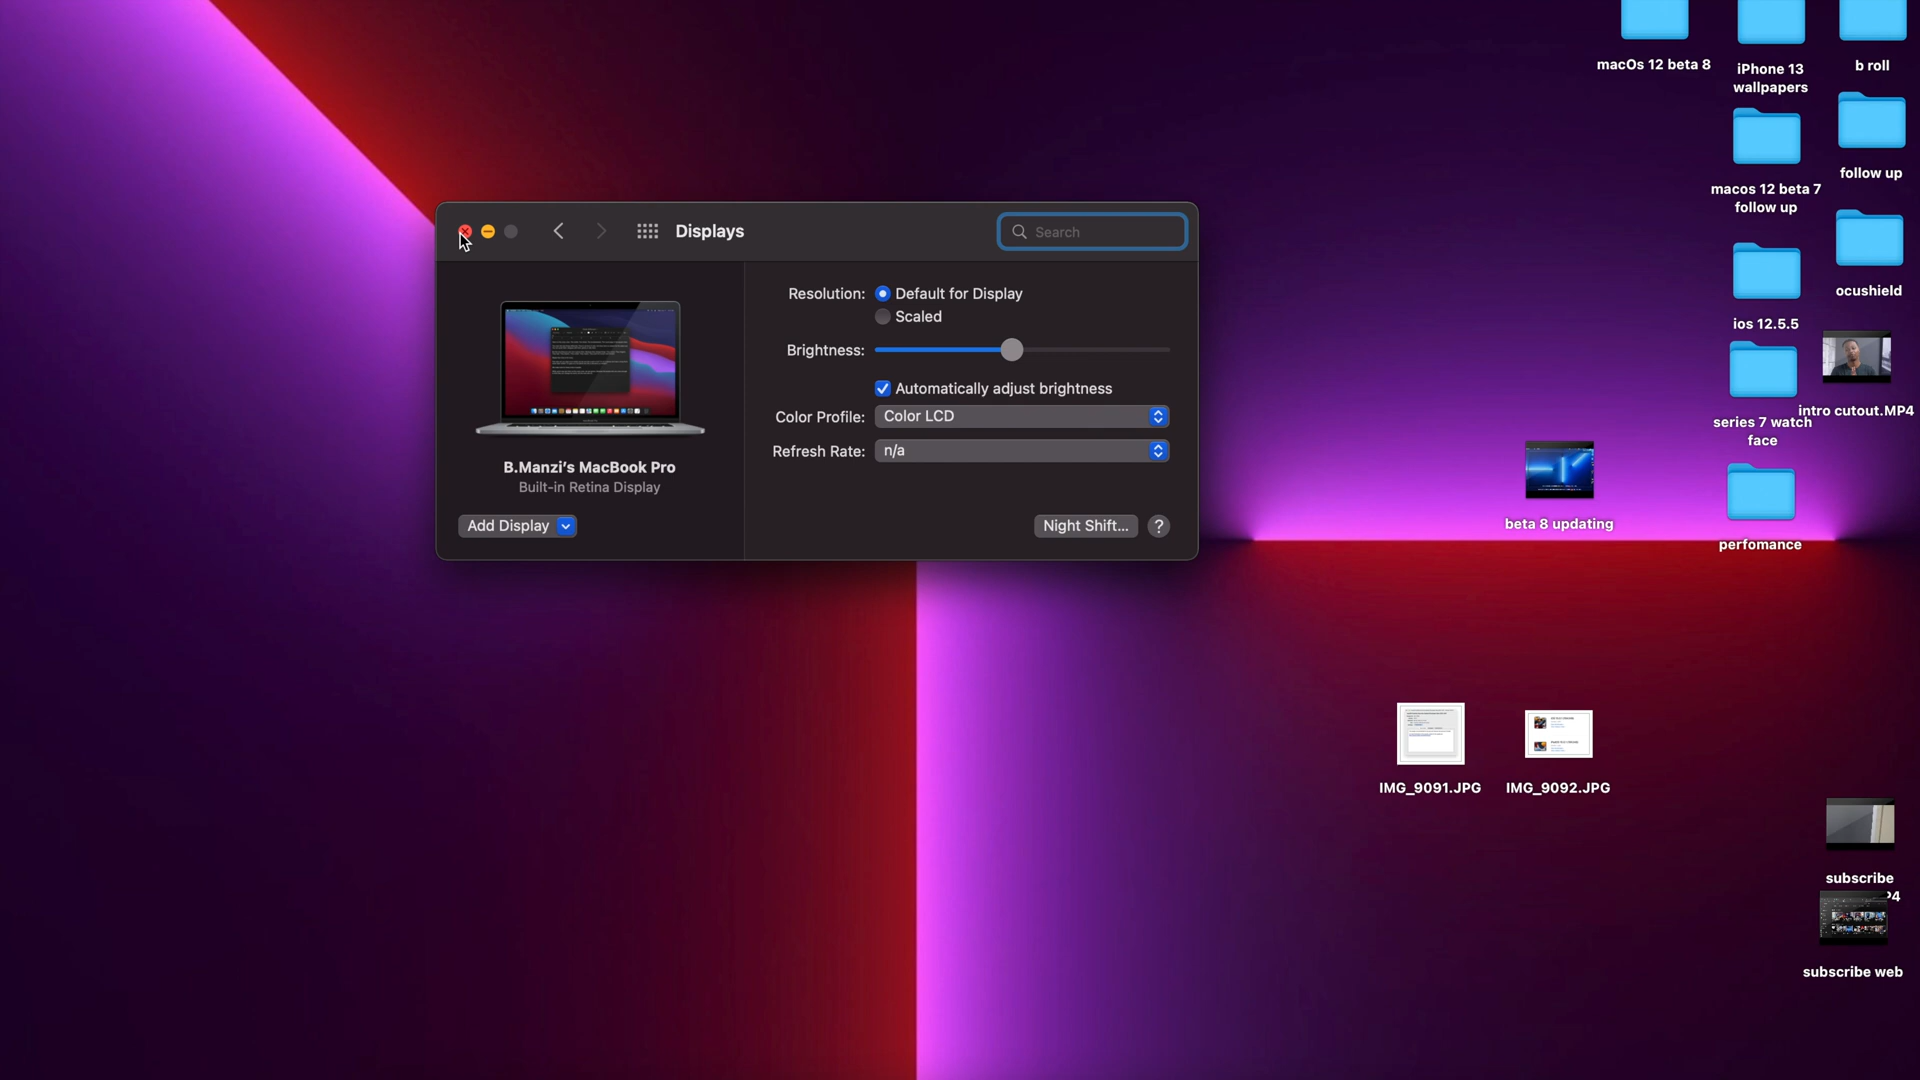 Displays
Search
Resolution:
Default for Display
Scaled
Brightness:
Automatically adjust brightness
Color Profile:
Color LCD
Refresh Rate:
n/a
B.Manzi's MacBook Pro
Built-in Retina Display
Add Display
Night Shift...
?
macOs 12 beta 8
iPhone 13
wallpapers
b roll
macos 12 beta 7
follow up
follow up
ocushield
ios 12.5.5
intro cutout.MP4
series 7 watch
face
beta 8 updating
perfomance
IMG_9091.JPG
IMG_9092.JPG
subscribe
P4
subscribe web